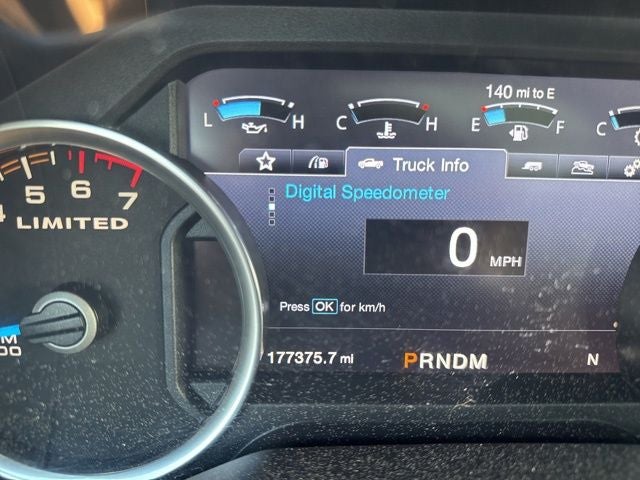 140 mi to E
L H C H E F C
Truck Info
Digital Speedometer
4 5 6 7
LIMITED
0 MPH
Press OK for km/h
M
00
177375.7 mi PRNDM N